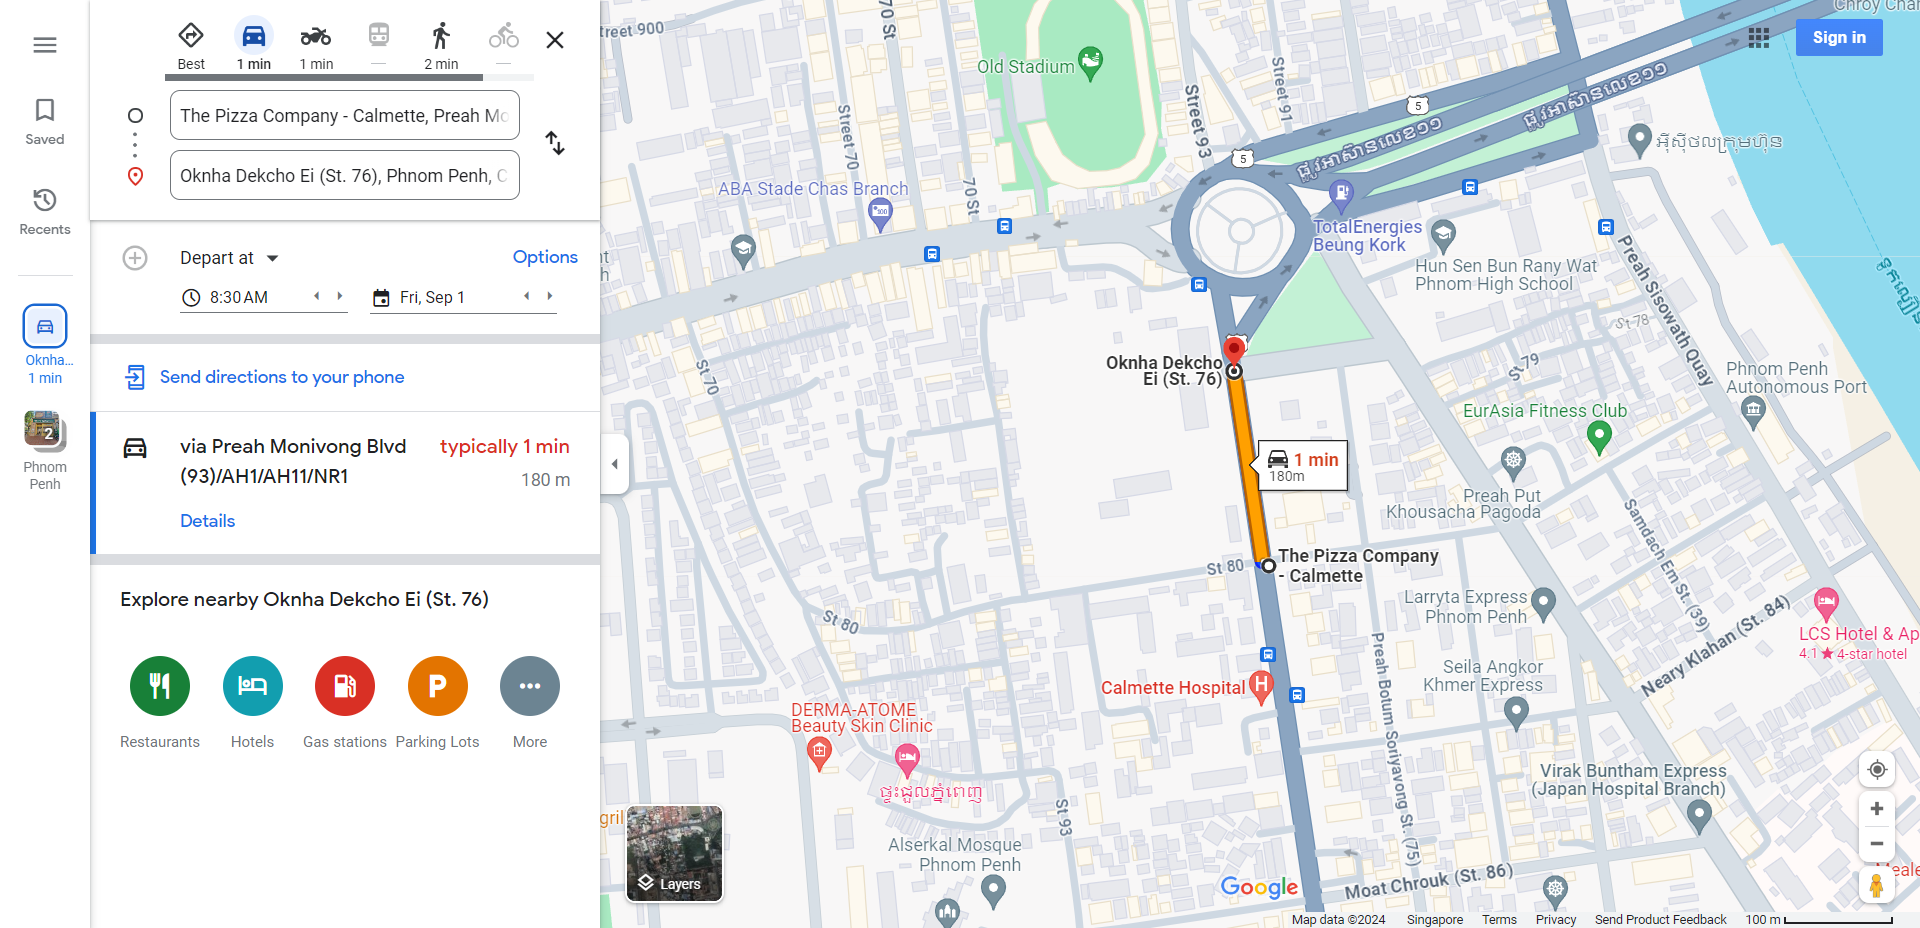 Saved
Recents
Oknha...
1 min
2
Phnom
Penh
Best
1 min
1 min
—
2 min
—
The Pizza Company - Calmette, Preah Mo
Oknha Dekcho Ei (St. 76), Phnom Penh, C
Depart at
Options
8:30 AM
Fri, Sep 1
Send directions to your phone
via Preah Monivong Blvd
(93)/AH1/AH11/NR1
typically 1 min
180 m
Details
Explore nearby Oknha Dekcho Ei (St. 76)
P
Restaurants
Hotels
Gas stations
Parking Lots
More
treet 900
70 St
Old Stadium
Street 91
Street 93
Street 70
70 St
5
5
ផ្លូវអាស៊ានលេខ១១
ផ្លូវអាស៊ានលេខ១១
Chroy Char
Sign in
អ៊ីស៊ីថលក្រុមហ៊ុន
ABA Stade Chas Branch
TotalEnergies
Beung Kork
Hun Sen Bun Rany Wat
Phnom High School
Preah Sisowath Quay
St 78
St 79
Phnom Penh
Autonomous Port
Oknha Dekcho
Ei (St. 76)
St 70
EurAsia Fitness Club
1 min
180m
Preah Put
Khousacha Pagoda
Samdach Em St. (39)
The Pizza Company
- Calmette
St 80
St 80
Larryta Express
Phnom Penh
Neary Klahan (St. 84)
LCS Hotel & Ap
4.1 ★ 4-star hotel
Seila Angkor
Khmer Express
Preah Botum Soriyavong St. (75)
H
Calmette Hospital
DERMA-ATOME
Beauty Skin Clinic
ផ្ទះជួលភ្នំពេញ
St 93
grill
Virak Buntham Express
(Japan Hospital Branch)
Alserkal Mosque
Phnom Penh
Moat Chrouk (St. 86)
Layers
Google
Map data ©2024
Singapore
Terms
Privacy
Send Product Feedback
100 m